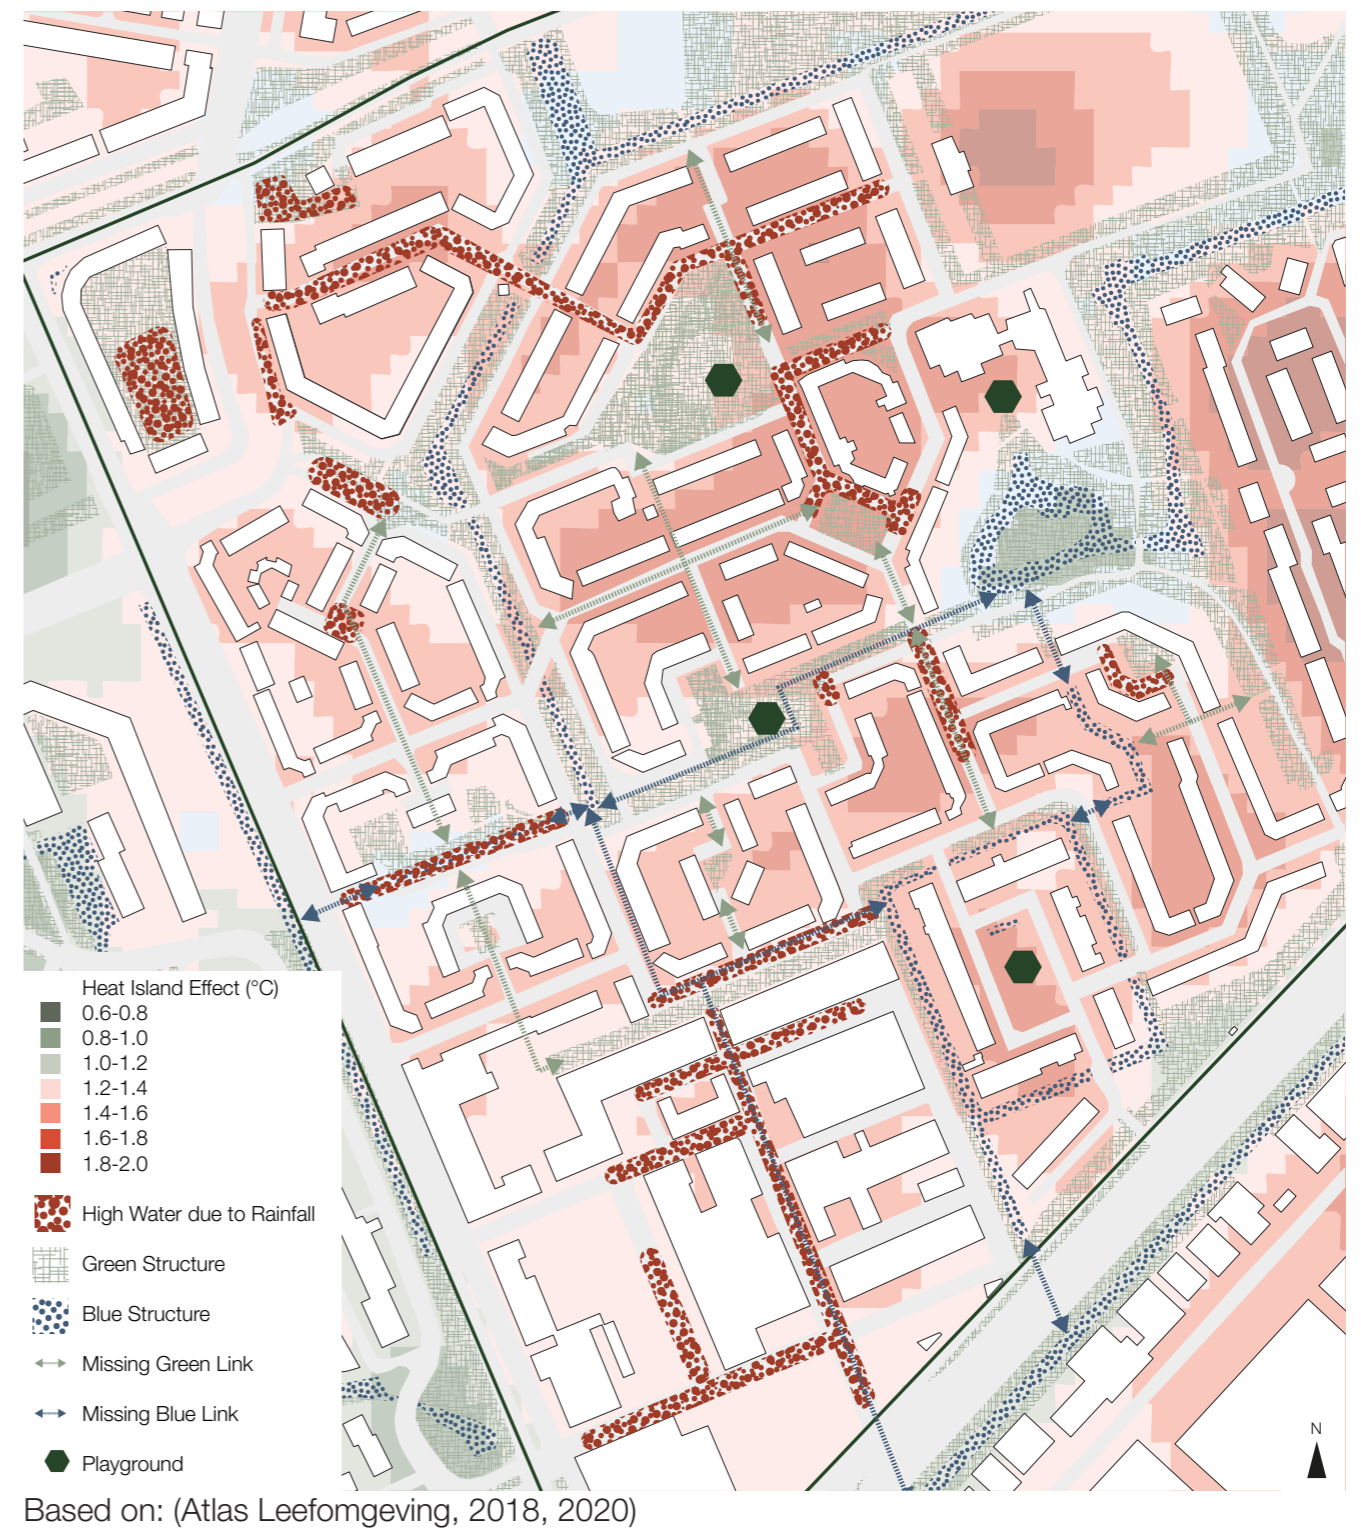 Heat Island Effect (°C)
0.6-0.8
0.8-1.0
1.0-1.2
1.2-1.4
1.4-1.6
1.6-1.8
1.8-2.0
High Water due to Rainfall
Green Structure
Blue Structure
Missing Green Link
Missing Blue Link
Playground
N
Based on: (Atlas Leefomgeving, 2018, 2020)